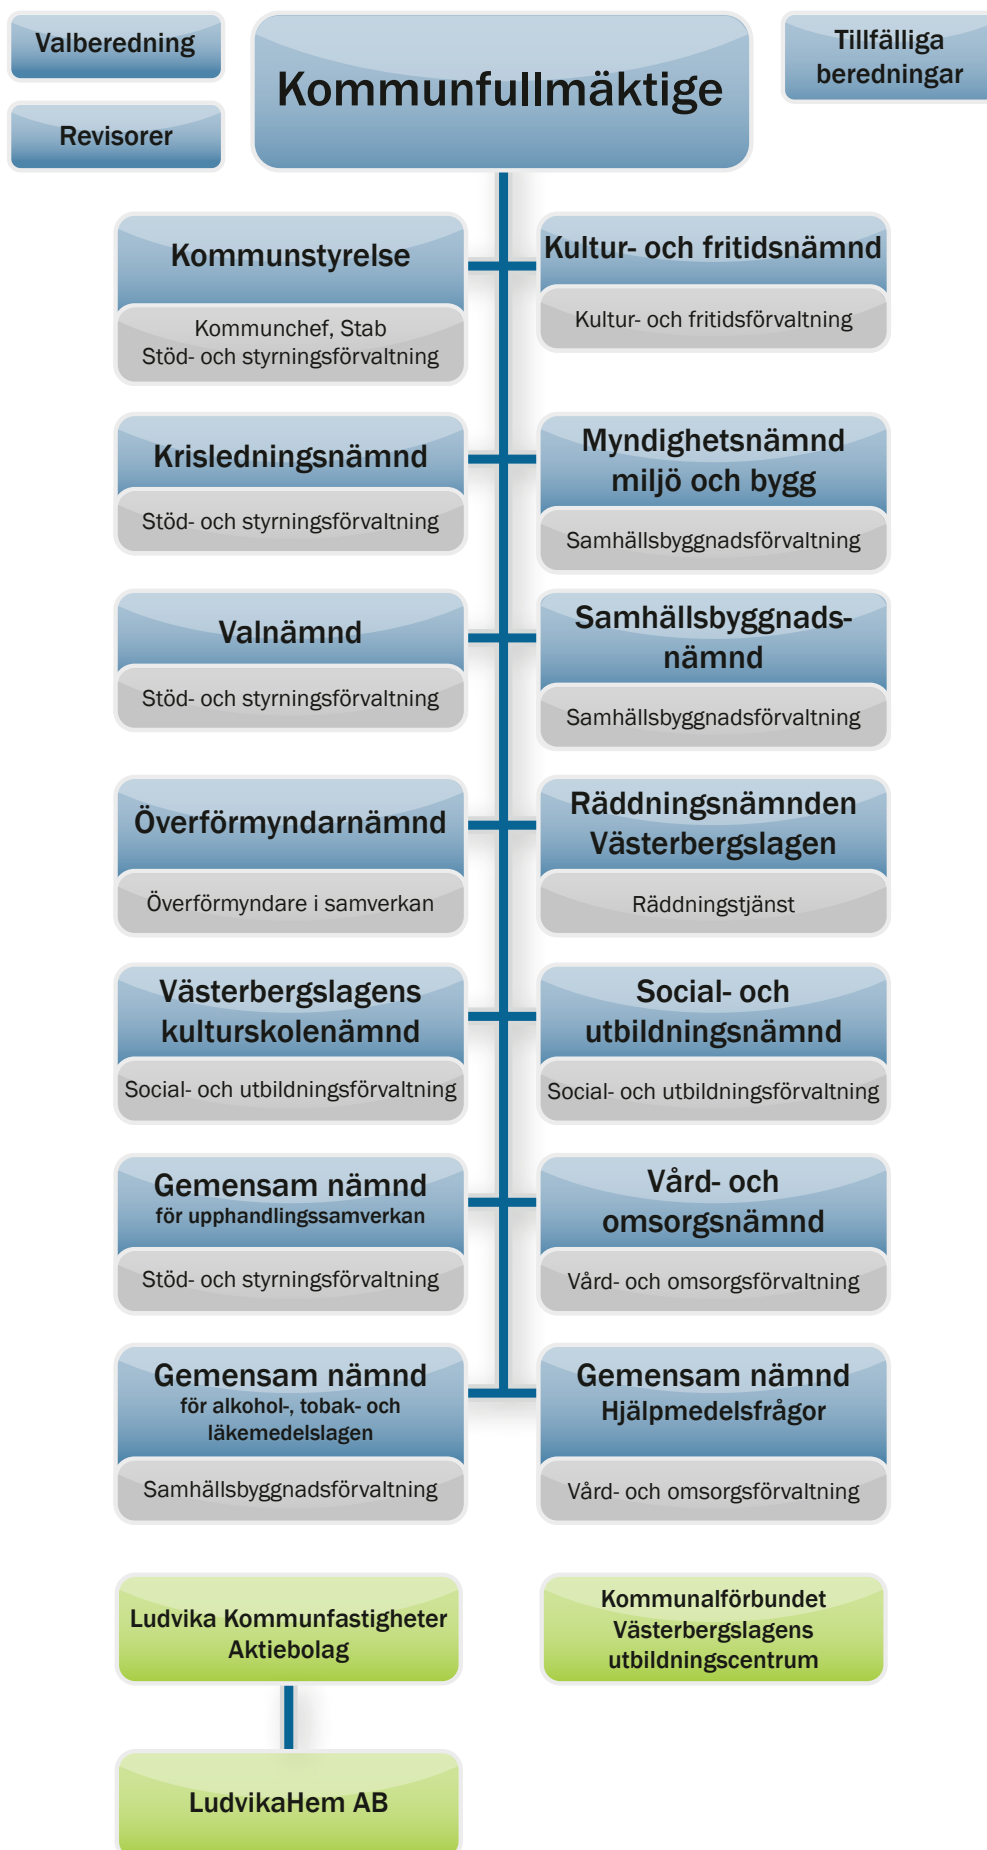 Valberedning
Revisorer
Kommunfullmäktige
Tillfälliga
beredningar
Kommunstyrelse
Kommunchef, Stab
Stöd- och styrningsförvaltning
Kultur- och fritidsnämnd
Kultur- och fritidsförvaltning
Krisledningsnämnd
Stöd- och styrningsförvaltning
Myndighetsnämnd
miljö och bygg
Samhällsbyggnadsförvaltning
Valnämnd
Stöd- och styrningsförvaltning
Samhällsbyggnads-
nämnd
Samhällsbyggnadsförvaltning
Överförmyndarnämnd
Överförmyndare i samverkan
Räddningsnämnden
Västerbergslagen
Räddningstjänst
Västerbergslagens
kulturskolenämnd
Social- och utbildningsförvaltning
Social- och
utbildningsnämnd
Social- och utbildningsförvaltning
Gemensam nämnd
för upphandlingssamverkan
Stöd- och styrningsförvaltning
Vård- och
omsorgsnämnd
Vård- och omsorgsförvaltning
Gemensam nämnd
för alkohol-, tobak- och
läkemedelslagen
Samhällsbyggnadsförvaltning
Gemensam nämnd
Hjälpmedelsfrågor
Vård- och omsorgsförvaltning
Ludvika Kommunfastigheter
Aktiebolag
Kommunalförbundet
Västerbergslagens
utbildningscentrum
LudvikaHem AB